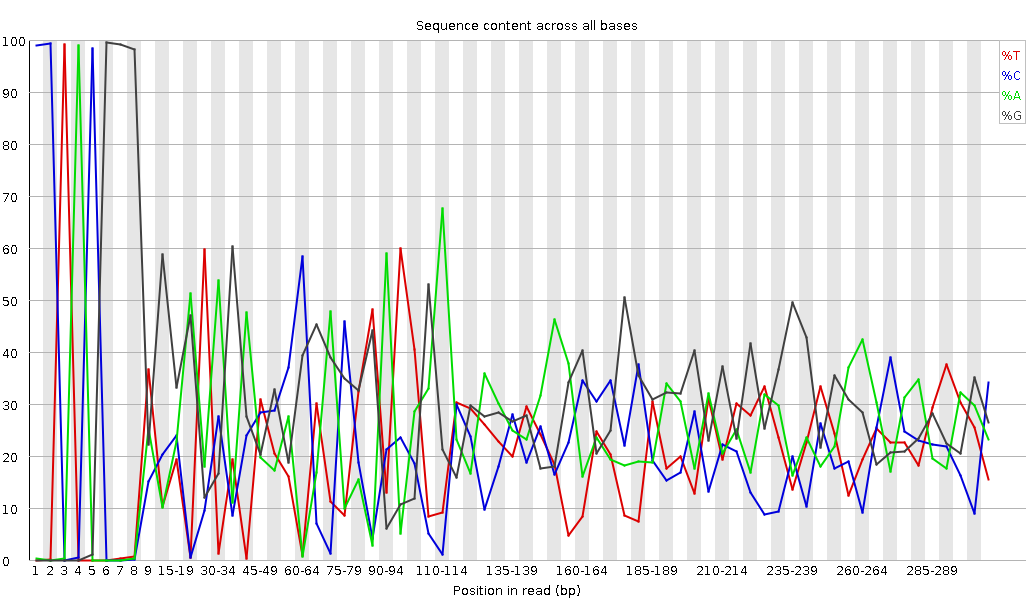 Sequence content across all bases
100
90
80
70
60
50
40
30
20
10
0
%T
%C
%A
%G
1 2 3 4 5 6 7 8 9 15-19 30-34 45-49 60-64 75-79 90-94 110-114 135-139 160-164 185-189 210-214 235-239 260-264 285-289
Position in read (bp)